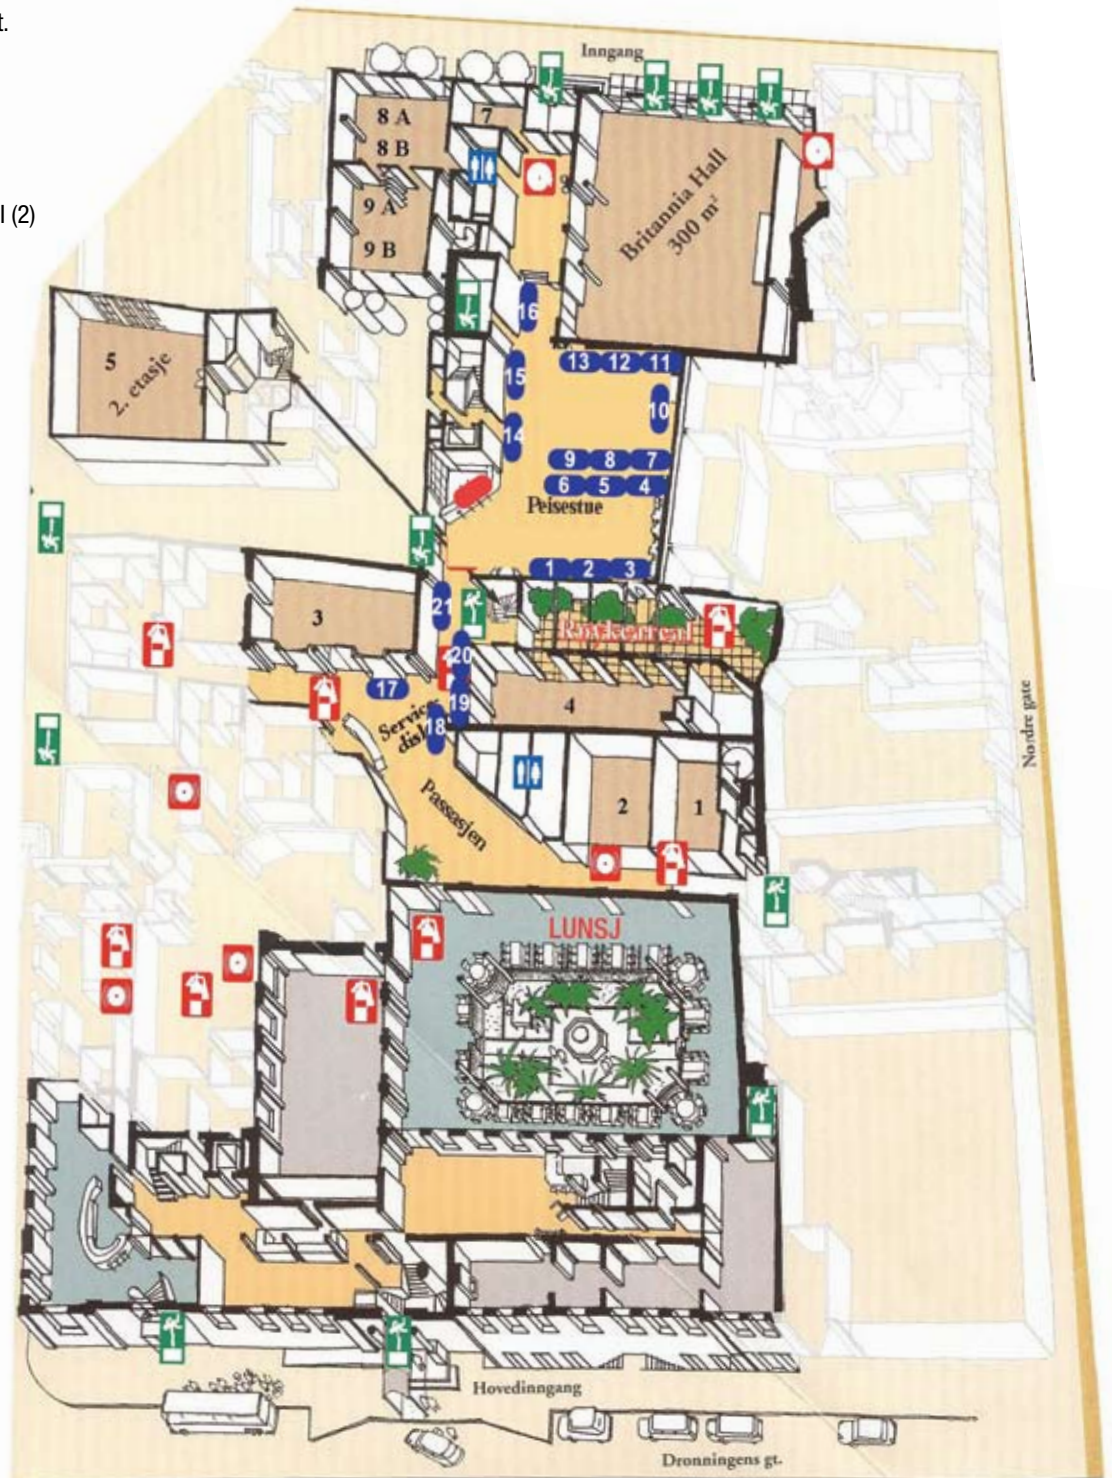 t.
Inngang
8 A
7
8 B
l (2)
9 A
9 B
Britannia Hall
300 m²
16
13 12 11
5
2. etasje
15
10
14
9 8 7
6 5 4
Peisestue
1 2 3
21
3
20
17
19
4
Service
disk
18
Passasjen
2
1
Nordre gate
LUNSJ
Hovedinngang
Dronningens gt.